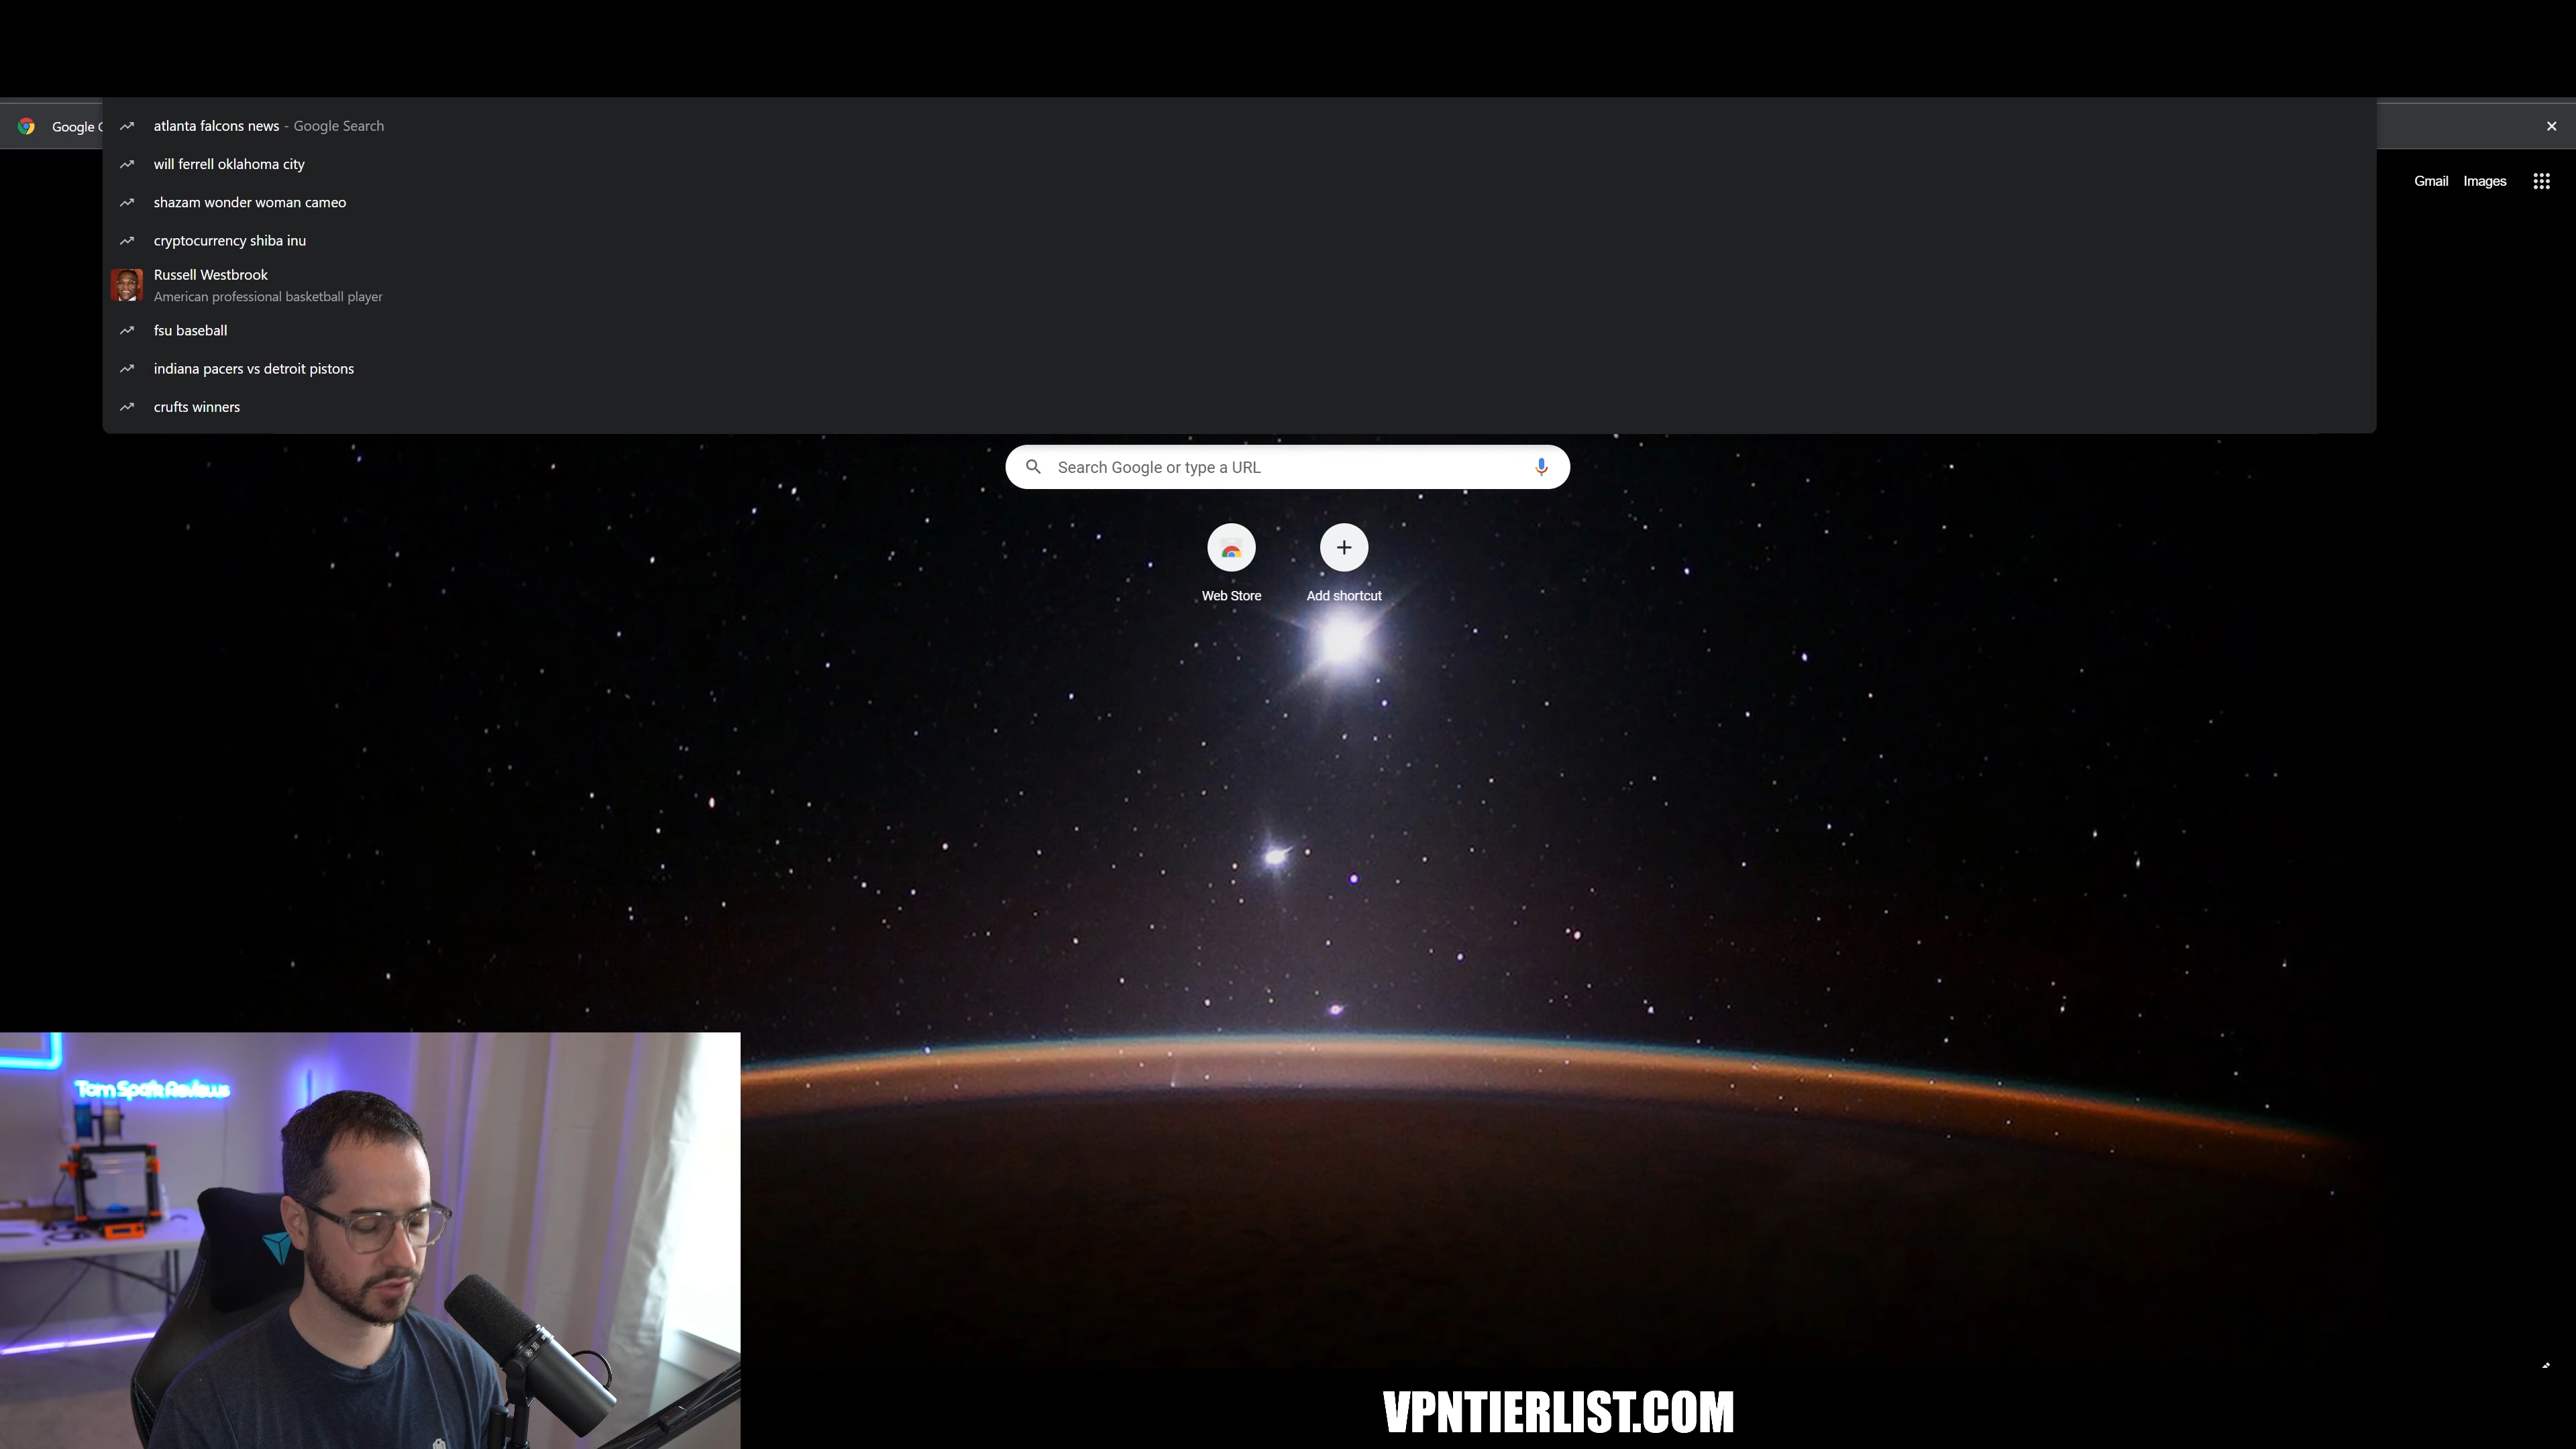 Google C
atlanta falcons news - Google Search
will ferrell oklahoma city
shazam wonder woman cameo
cryptocurrency shiba inu
Russell Westbrook
American professional basketball player
fsu baseball
indiana pacers vs detroit pistons
crufts winners
Gmail Images
Search Google or type a URL
Web Store Add shortcut
Tom Spark Reviews
VPNTIERLIST.COM